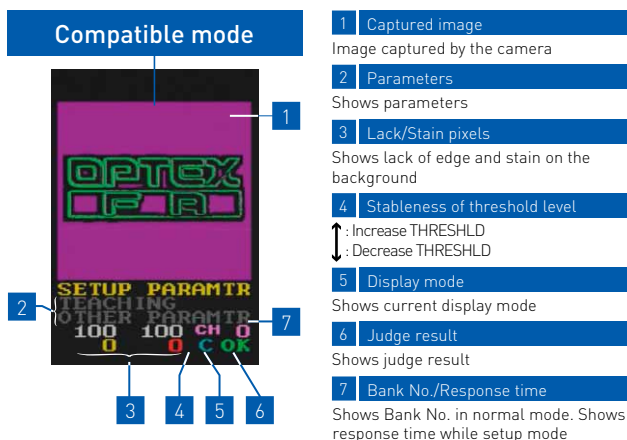 Compatible mode
1
OPTEX
FA
SETUP PARAMTR
TEACHING
OTHER PARAMTR
100 100 CH 0
0 0 C OK
2
7
3 4 5 6
1 Captured image
Image captured by the camera
2 Parameters
Shows parameters
3 Lack/Stain pixels
Shows lack of edge and stain on the
background
4 Stableness of threshold level
↑ : Increase THRESHLD
↓ : Decrease THRESHLD
5 Display mode
Shows current display mode
6 Judge result
Shows judge result
7 Bank No./Response time
Shows Bank No. in normal mode. Shows
response time while setup mode